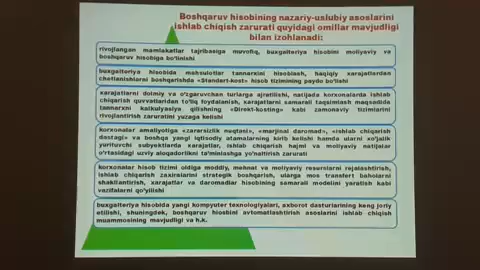 Boshqaruv hisobining nazariy-uslubiy asoslarini
ishlab chiqish zarurati quyidagi omillar mavjudligi
bilan izohlanadi:
rivojlangan mamlakatlar tajribasiga muvofiq, buxgalteriya hisobini moliyaviy va
boshqaruv hisobiga bo'linishi
buxgalteriya hisobida mahsulotlar tannarxini hisoblash, haqiqiy xarajatlardan
chetlanishlarni boshqarishda «Standart-kost» hisob tizimining paydo bo'lishi
xarajatlarni doimiy va o'zgaruvchan turlarga ajratilishi, natijada korxonalarda ishlab
chiqarish quvvatlaridan to'liq foydalanish, xarajatlarni samarali taqsimlash maqsadida
tannarxni kalkulyasiya qilishning «Direkt-kosting» kabi zamonaviy tizimlarini
rivojlantirish zaruratini yuzaga kelishi
korxonalar amaliyotiga «zararsizlik nuqtasi», «marjinal daromad», «ishlab chiqarish
dastagi» va boshqa yangi iqtisodiy atamalarning kirib kelishi hamda ularni xo'jalik
yurituvchi subyektlarda xarajatlar, ishlab chiqarish hajmi va moliyaviy natijalar
o'rtasidagi uzviy aloqadorlikni ta'minlashga yo'naltirish zarurati
korxonalar hisob tizimi oldiga moddiy, mehnat va moliyaviy resurslarni rejalashtirish,
ishlab chiqarish zaxiralarini strategik boshqarish, ularga mos transfert baholarni
shakllantirish, xarajatlar va daromadlar hisobining samarali modelini yaratish kabi
vazifalarni qo'yilishi
buxgalteriya hisobida yangi kompyuter texnologiyalari, axborot dasturlarining keng joriy
etilishi, shuningdek, boshqaruv hisobini avtomatlashtirish asoslarini ishlab chiqish
muammosining mavjudligi va h.k.